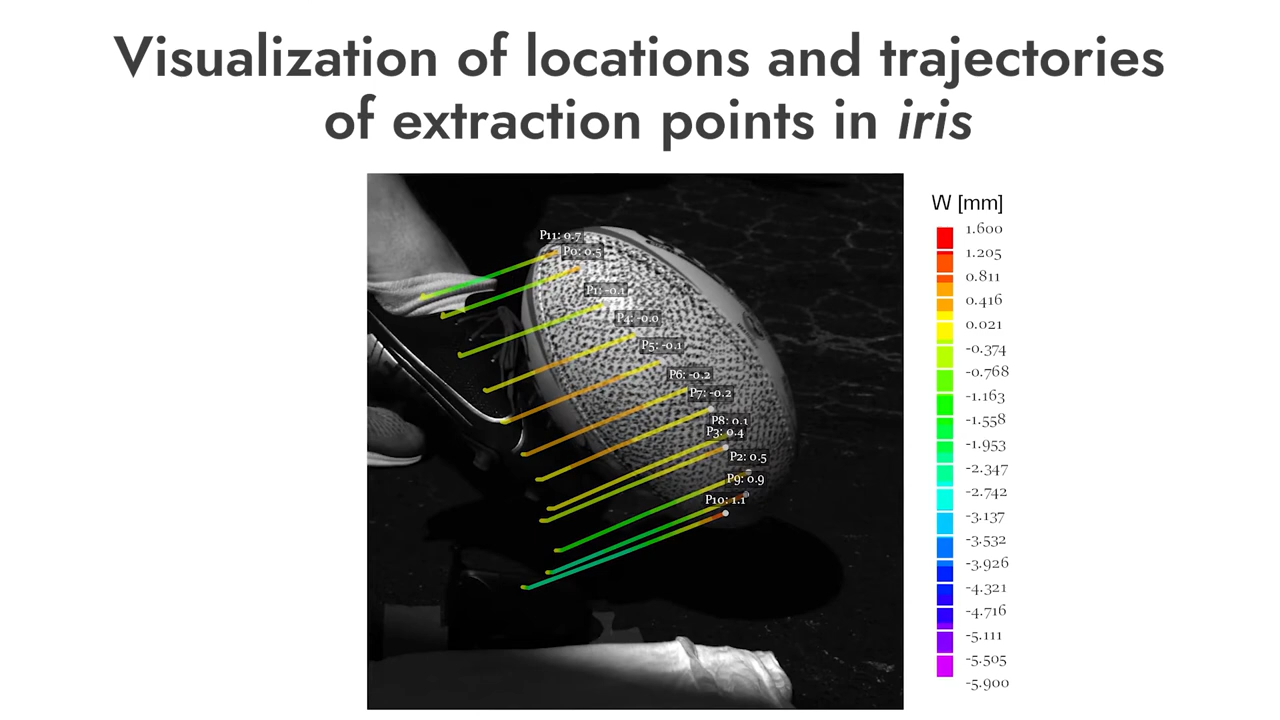 Visualization of locations and trajectories
of extraction points in iris
W [mm]
1.600
1.205
0.811
0.416
0.021
-0.374
-0.768
-1.163
-1.558
-1.953
-2.347
-2.742
-3.137
-3.532
-3.926
-4.321
-4.716
-5.111
-5.505
-5.900
P11: 0.7
P0: 0.5
P1: -0.1
P4: -0.0
P5: -0.1
P6: -0.2
P7: -0.2
P8: 0.1
P3: 0.4
P2: 0.5
P9: 0.9
P10: 1.1